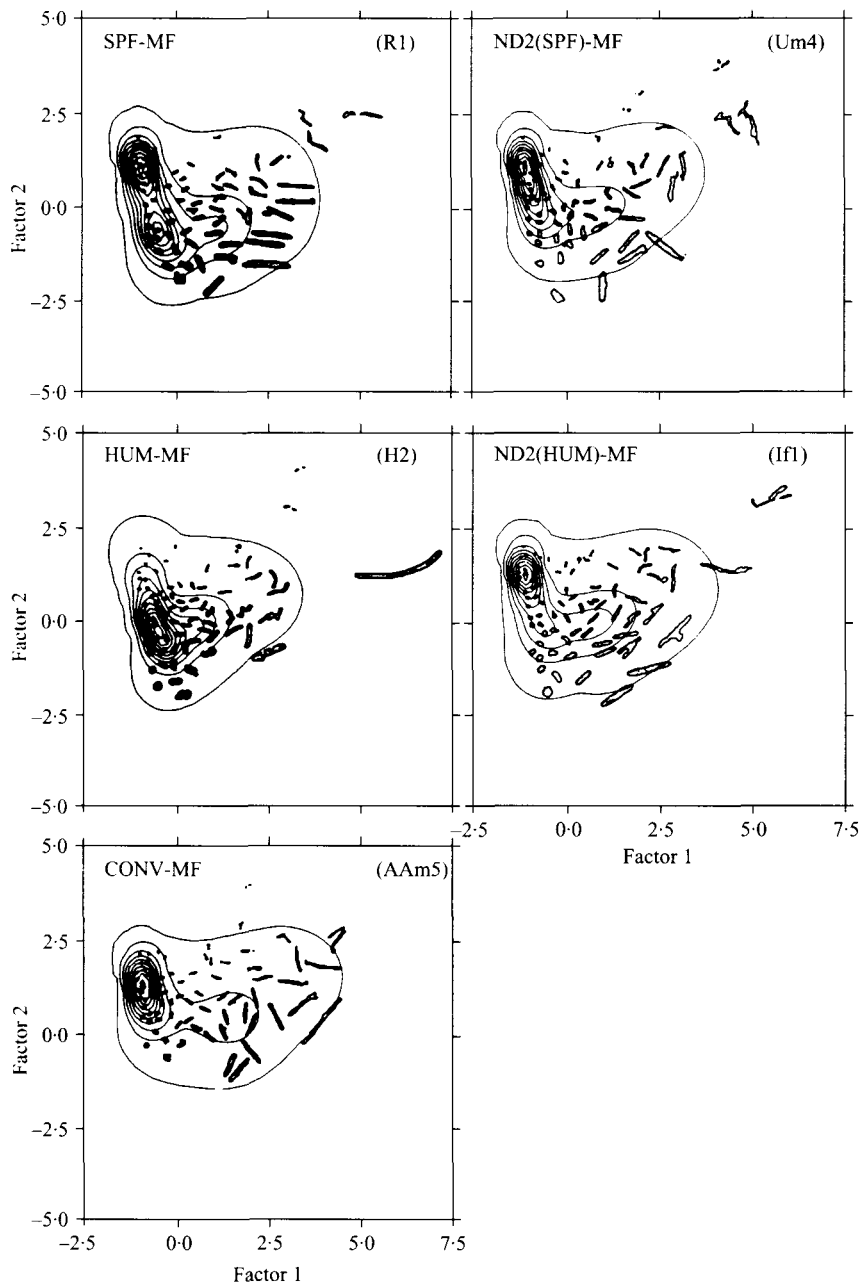 5·0
SPF-MF (R1)
2·5
0·0
−2·5
−5·0
Factor 2
ND2(SPF)-MF (Um4)
5·0
HUM-MF (H2)
2·5
0·0
−2·5
−5·0
Factor 2
ND2(HUM)-MF (If1)
−2·5 0·0 2·5 5·0 7·5
Factor 1
5·0
CONV-MF (AAm5)
2·5
0·0
−2·5
−5·0
Factor 2
−2·5 0·0 2·5 5·0 7·5
Factor 1